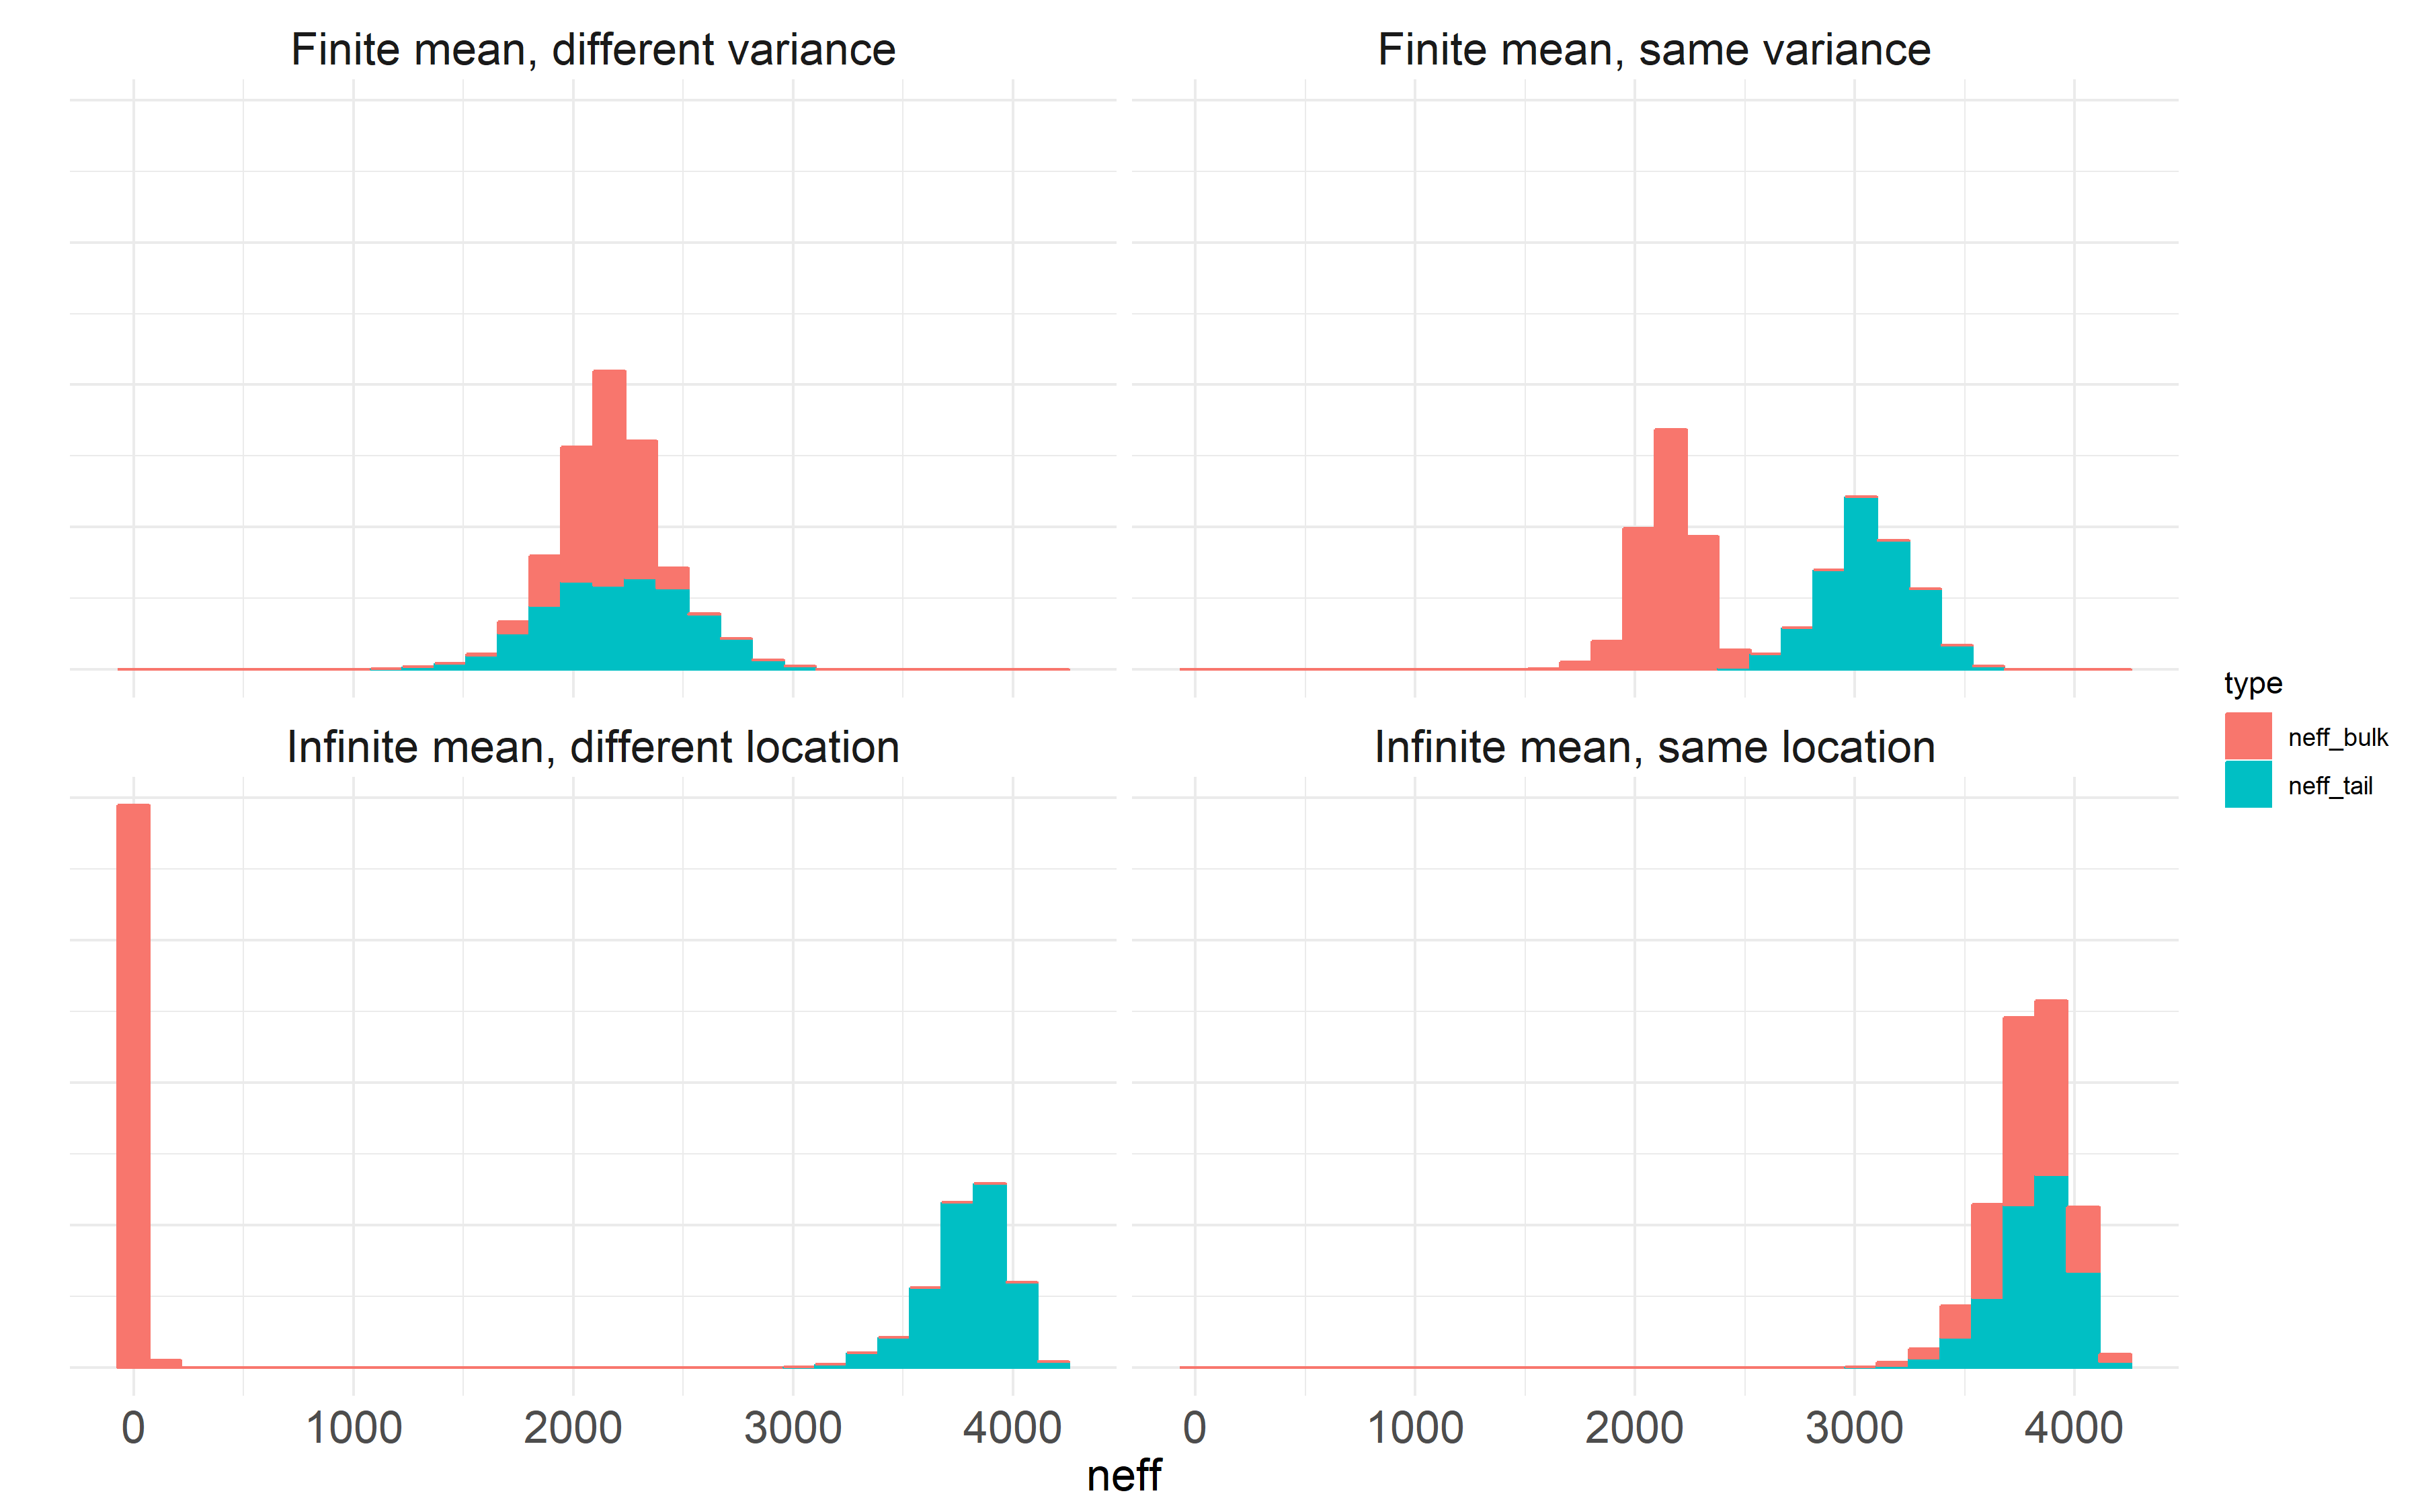 Finite mean, different variance
Finite mean, same variance
Infinite mean, different location
Infinite mean, same location
0 1000 2000 3000 4000
0 1000 2000 3000 4000
neff
type
neff_bulk
neff_tail